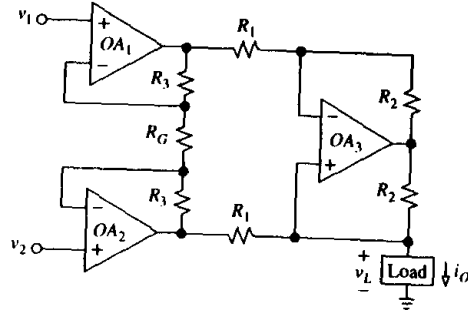 v1
+
OA1
−
R3
R1
RG
R2
−
OA3
+
R3
R2
−
OA2
+
v2
R1
+
vL
−
Load
iO